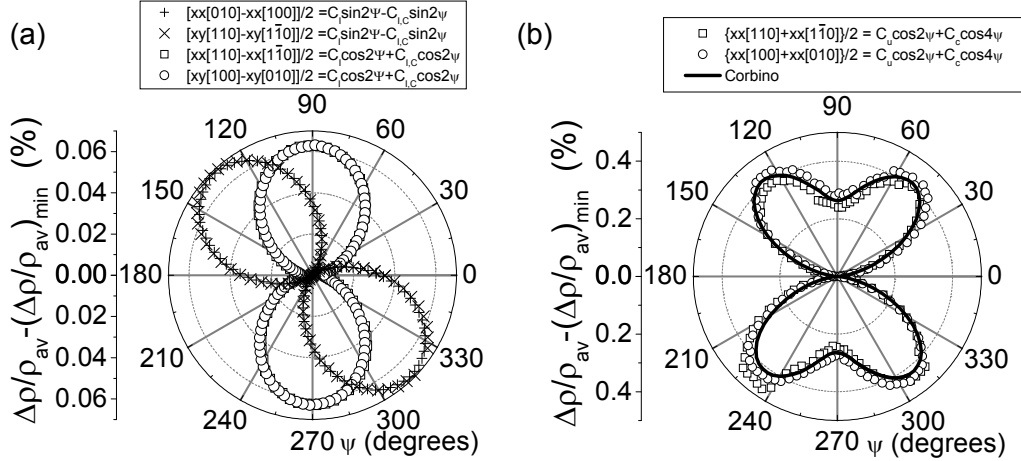 (a)
+ [xx[010]-xx[100]]/2 =C_I sin2Ψ-C_{I,C} sin2ψ
× [xy[110]-xy[11̄0]]/2 =C_I sin2Ψ-C_{I,C} sin2ψ
□ [xx[110]-xx[11̄0]]/2 =C_I cos2Ψ+C_{I,C} cos2ψ
○ [xy[100]-xy[010]]/2 =C_I cos2Ψ+C_{I,C} cos2ψ
Δρ/ρ_av-(Δρ/ρ_av)_min (%)
0.06
0.04
0.02
0.00
0.02
0.04
0.06
90
120
60
150
30
180
0
210
330
240
300
270 ψ (degrees)
(b)
□ {xx[110]+xx[11̄0]}/2 = C_u cos2ψ+C_c cos4ψ
○ {xx[100]+xx[010]}/2 = C_u cos2ψ+C_c cos4ψ
Corbino
Δρ/ρ_av-(Δρ/ρ_av)_min (%)
0.4
0.2
0.0
0.2
0.4
90
120
60
150
30
180
0
210
330
240
300
270 ψ (degrees)